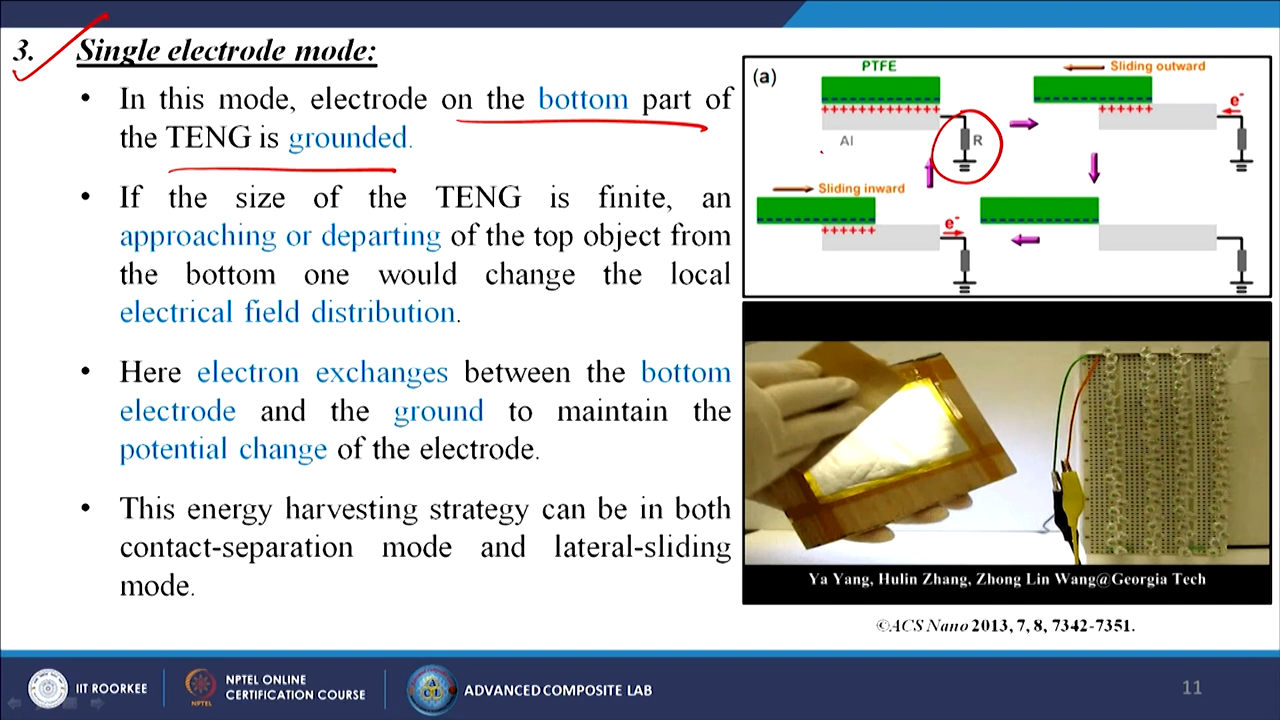 3. Single electrode mode:
• In this mode, electrode on the bottom part of
the TENG is grounded.
• If the size of the TENG is finite, an
approaching or departing of the top object from
the bottom one would change the local
electrical field distribution.
• Here electron exchanges between the bottom
electrode and the ground to maintain the
potential change of the electrode.
• This energy harvesting strategy can be in both
contact-separation mode and lateral-sliding
mode.
(a)
PTFE
++++++++++++
Al
R
Sliding outward
++++++
e-
Sliding inward
++++++
e-
Ya Yang, Hulin Zhang, Zhong Lin Wang@Georgia Tech
©ACS Nano 2013, 7, 8, 7342-7351.
IIT ROORKEE
NPTEL
NPTEL ONLINE
CERTIFICATION COURSE
ACL
ADVANCED COMPOSITE LAB
11